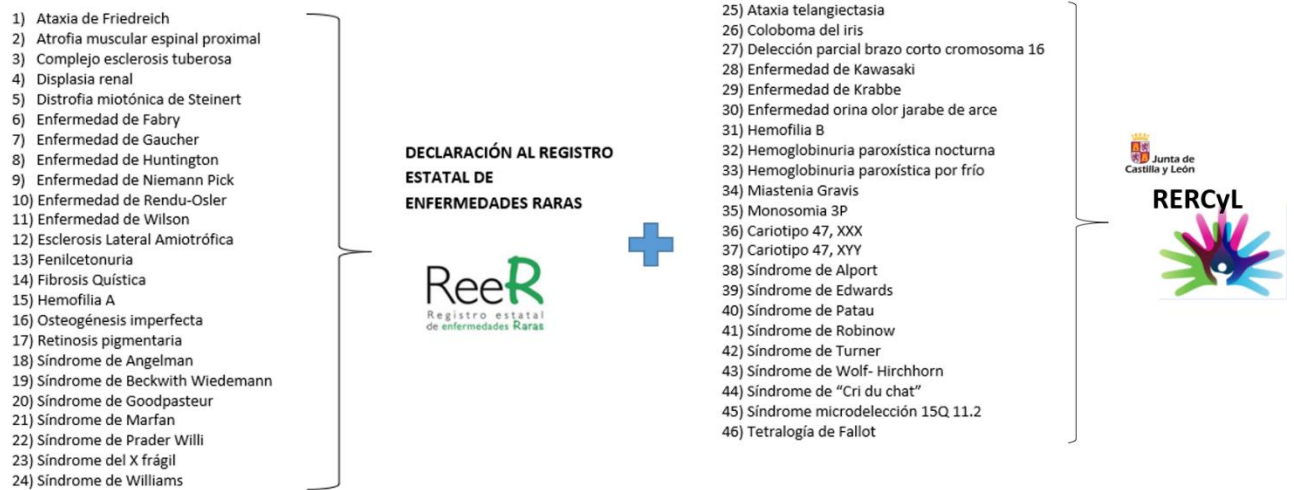 1) Ataxia de Friedreich
2) Atrofia muscular espinal proximal
3) Complejo esclerosis tuberosa
4) Displasia renal
5) Distrofia miotónica de Steinert
6) Enfermedad de Fabry
7) Enfermedad de Gaucher
8) Enfermedad de Huntington
9) Enfermedad de Niemann Pick
10) Enfermedad de Rendu-Osler
11) Enfermedad de Wilson
12) Esclerosis Lateral Amiotrófica
13) Fenilcetonuria
14) Fibrosis Quística
15) Hemofilia A
16) Osteogénesis imperfecta
17) Retinosis pigmentaria
18) Síndrome de Angelman
19) Síndrome de Beckwith Wiedemann
20) Síndrome de Goodpasteur
21) Síndrome de Marfan
22) Síndrome de Prader Willi
23) Síndrome del X frágil
24) Síndrome de Williams
DECLARACIÓN AL REGISTRO
ESTATAL DE
ENFERMEDADES RARAS
ReeR
Registro estatal
de enfermedades Raras
25) Ataxia telangiectasia
26) Coloboma del iris
27) Delección parcial brazo corto cromosoma 16
28) Enfermedad de Kawasaki
29) Enfermedad de Krabbe
30) Enfermedad orina olor jarabe de arce
31) Hemofilia B
32) Hemoglobinuria paroxística nocturna
33) Hemoglobinuria paroxística por frío
34) Miastenia Gravis
35) Monosomia 3P
36) Cariotipo 47, XXX
37) Cariotipo 47, XYY
38) Síndrome de Alport
39) Síndrome de Edwards
40) Síndrome de Patau
41) Síndrome de Robinow
42) Síndrome de Turner
43) Síndrome de Wolf- Hirchhorn
44) Síndrome de “Cri du chat”
45) Síndrome microdelección 15Q 11.2
46) Tetralogía de Fallot
Junta de
Castilla y León
RERCyL